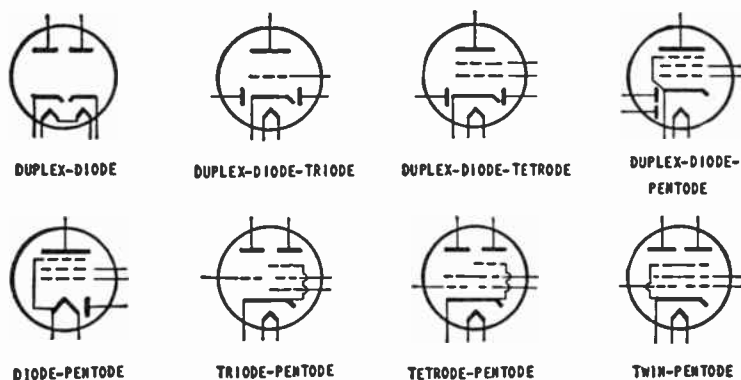 DUPLEX-DIODE
DUPLEX-DIODE-TRIODE
DUPLEX-DIODE-TETRODE
DUPLEX-DIODE-
PENTODE
DIODE-PENTODE
TRIODE-PENTODE
TETRODE-PENTODE
TWIN-PENTODE